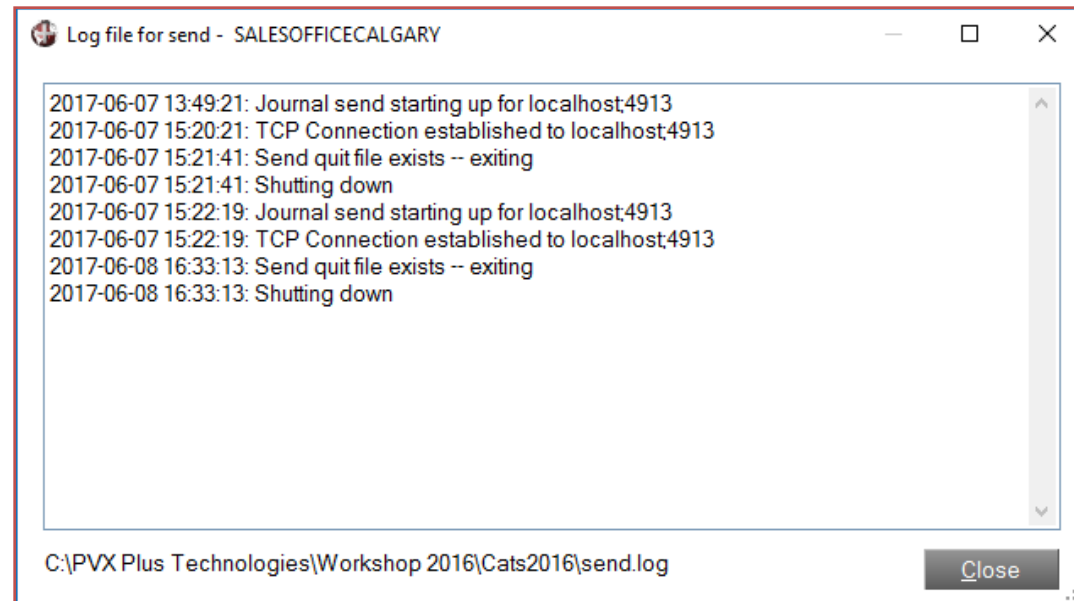 Log file for send - SALESOFFICECALGARY
2017-06-07 13:49:21: Journal send starting up for localhost;4913
2017-06-07 15:20:21: TCP Connection established to localhost;4913
2017-06-07 15:21:41: Send quit file exists -- exiting
2017-06-07 15:21:41: Shutting down
2017-06-07 15:22:19: Journal send starting up for localhost;4913
2017-06-07 15:22:19: TCP Connection established to localhost;4913
2017-06-08 16:33:13: Send quit file exists -- exiting
2017-06-08 16:33:13: Shutting down
C:\PVX Plus Technologies\Workshop 2016\Cats2016\send.log
Close